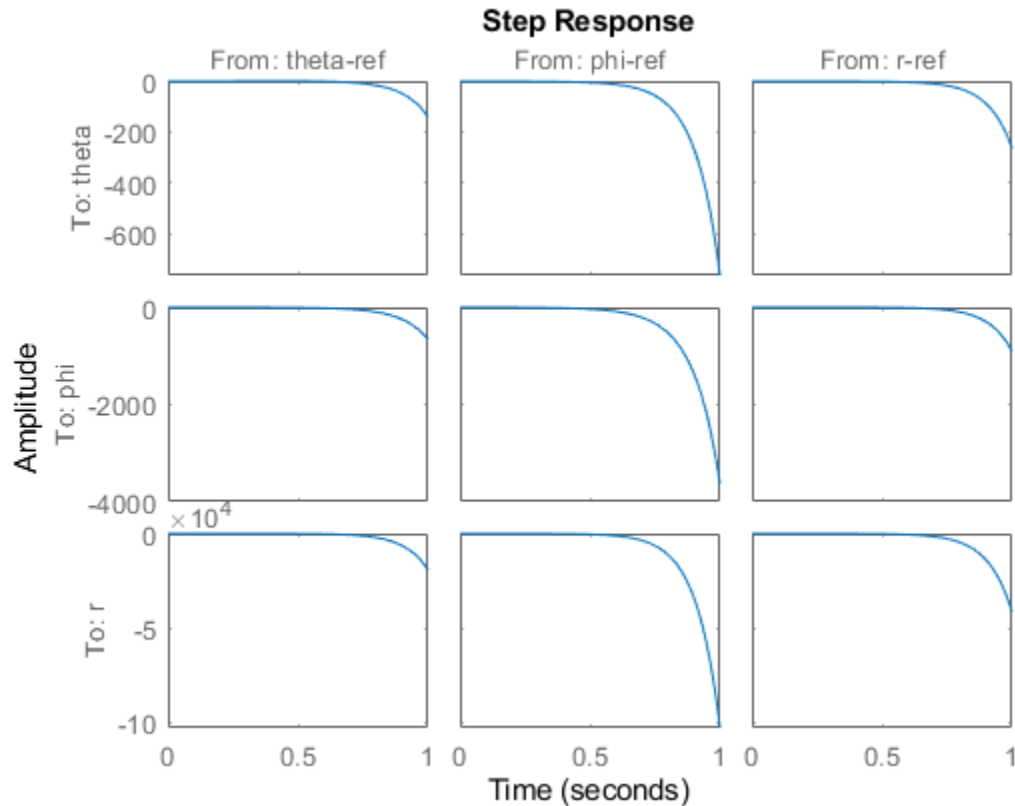 Step Response
From: theta-ref From: phi-ref From: r-ref
To: theta
0
-200
-400
-600
Amplitude
To: phi
0
-2000
-4000
×10^4
To: r
0
-5
-10
0 0.5 1 0 0.5 1 0 0.5 1
Time (seconds)